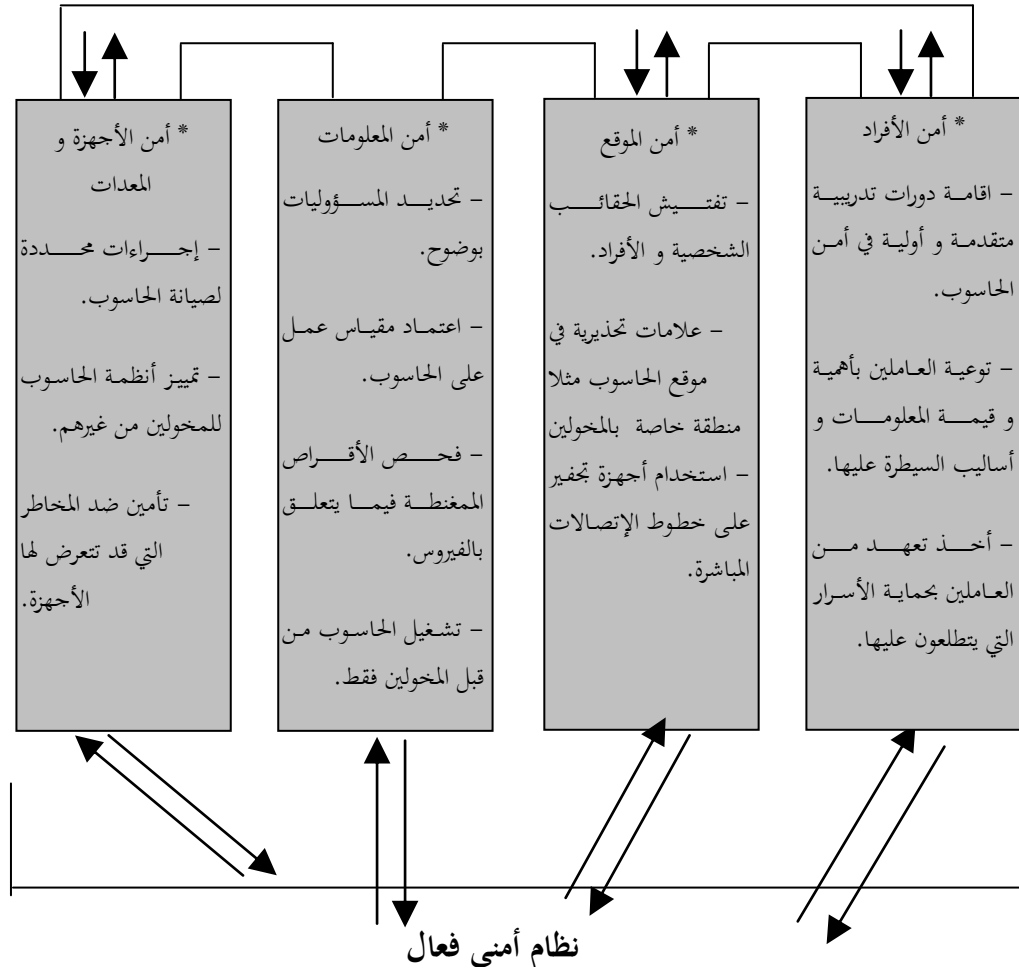 * أمن الأفراد
– اقامة دورات تدريبية
متقدمة و أولية في أمن
الحاسوب.
– توعية العاملين بأهمية
و قيمة المعلومات و
أساليب السيطرة عليها.
– أخذ تعهد من
العاملين بحماية الأسرار
التي يتطلعون عليها.
* أمن الموقع
– تفتيش الحقائب
الشخصية و الأفراد.
– علامات تحذيرية في
موقع الحاسوب مثلا
منطقة خاصة بالمخولين
– استخدام أجهزة تجفير
على خطوط الإتصالات
المباشرة.
* أمن المعلومات
– تحديد المسؤوليات
بوضوح.
– اعتماد مقياس عمل
على الحاسوب.
– فحص الأقراص
الممغنطة فيما يتعلق
بالفيروس.
– تشغيل الحاسوب من
قبل المخولين فقط.
* أمن الأجهزة و
المعدات
– إجراءات محددة
لصيانة الحاسوب.
– تمييز أنظمة الحاسوب
للمخولين من غيرهم.
– تأمين ضد المخاطر
التي قد تتعرض لها
الأجهزة.
نظام أمني فعال